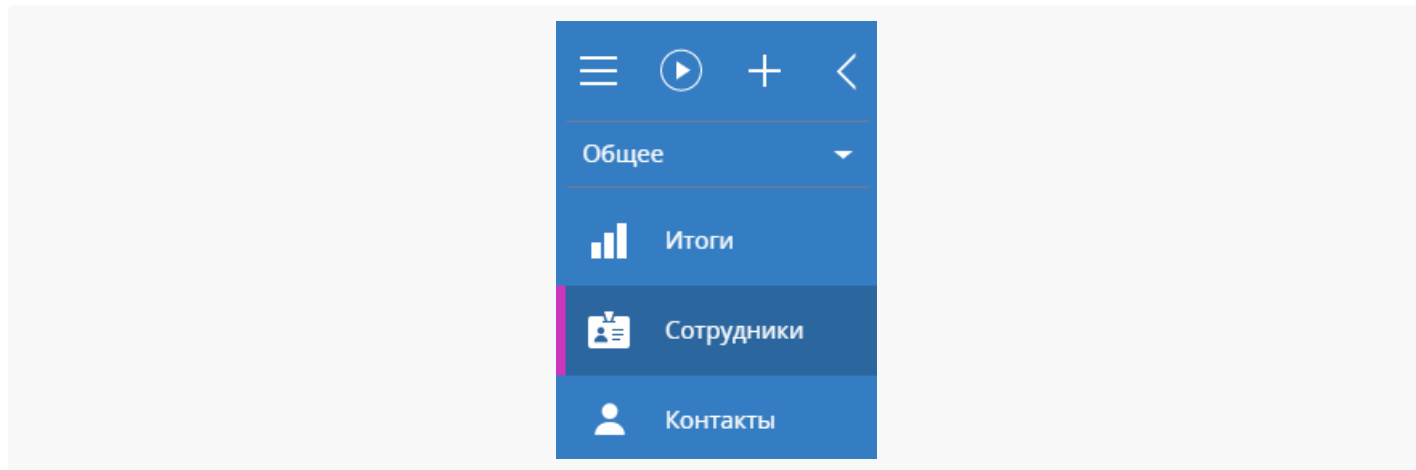 Общее
Итоги
Сотрудники
Контакты